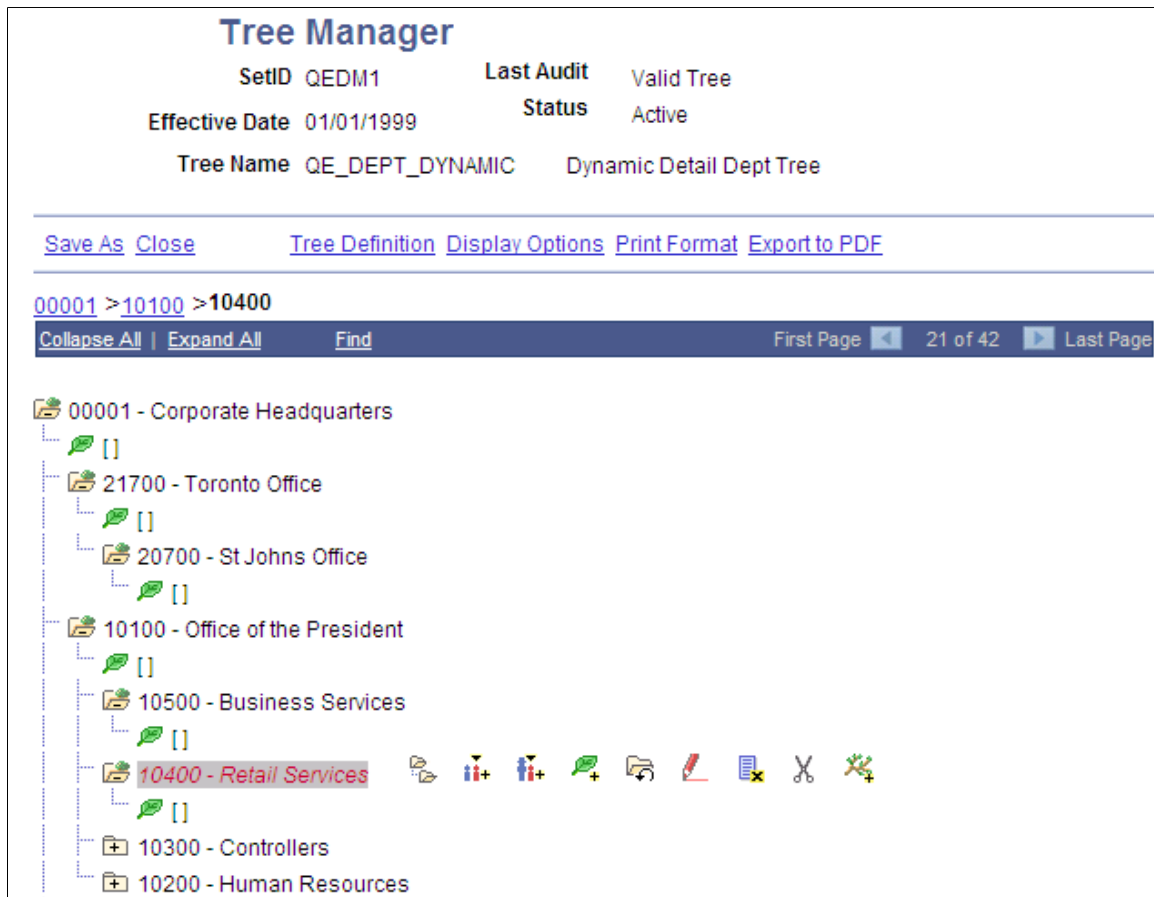 Tree Manager
SetID QEDM1 Last Audit Valid Tree
Effective Date 01/01/1999 Status Active
Tree Name QE_DEPT_DYNAMIC Dynamic Detail Dept Tree
Save As Close Tree Definition Display Options Print Format Export to PDF
00001 >10100 >10400
Collapse All | Expand All Find First Page 21 of 42 Last Page
00001 - Corporate Headquarters
[]
21700 - Toronto Office
[]
20700 - St Johns Office
[]
10100 - Office of the President
[]
10500 - Business Services
[]
10400 - Retail Services
[]
10300 - Controllers
10200 - Human Resources